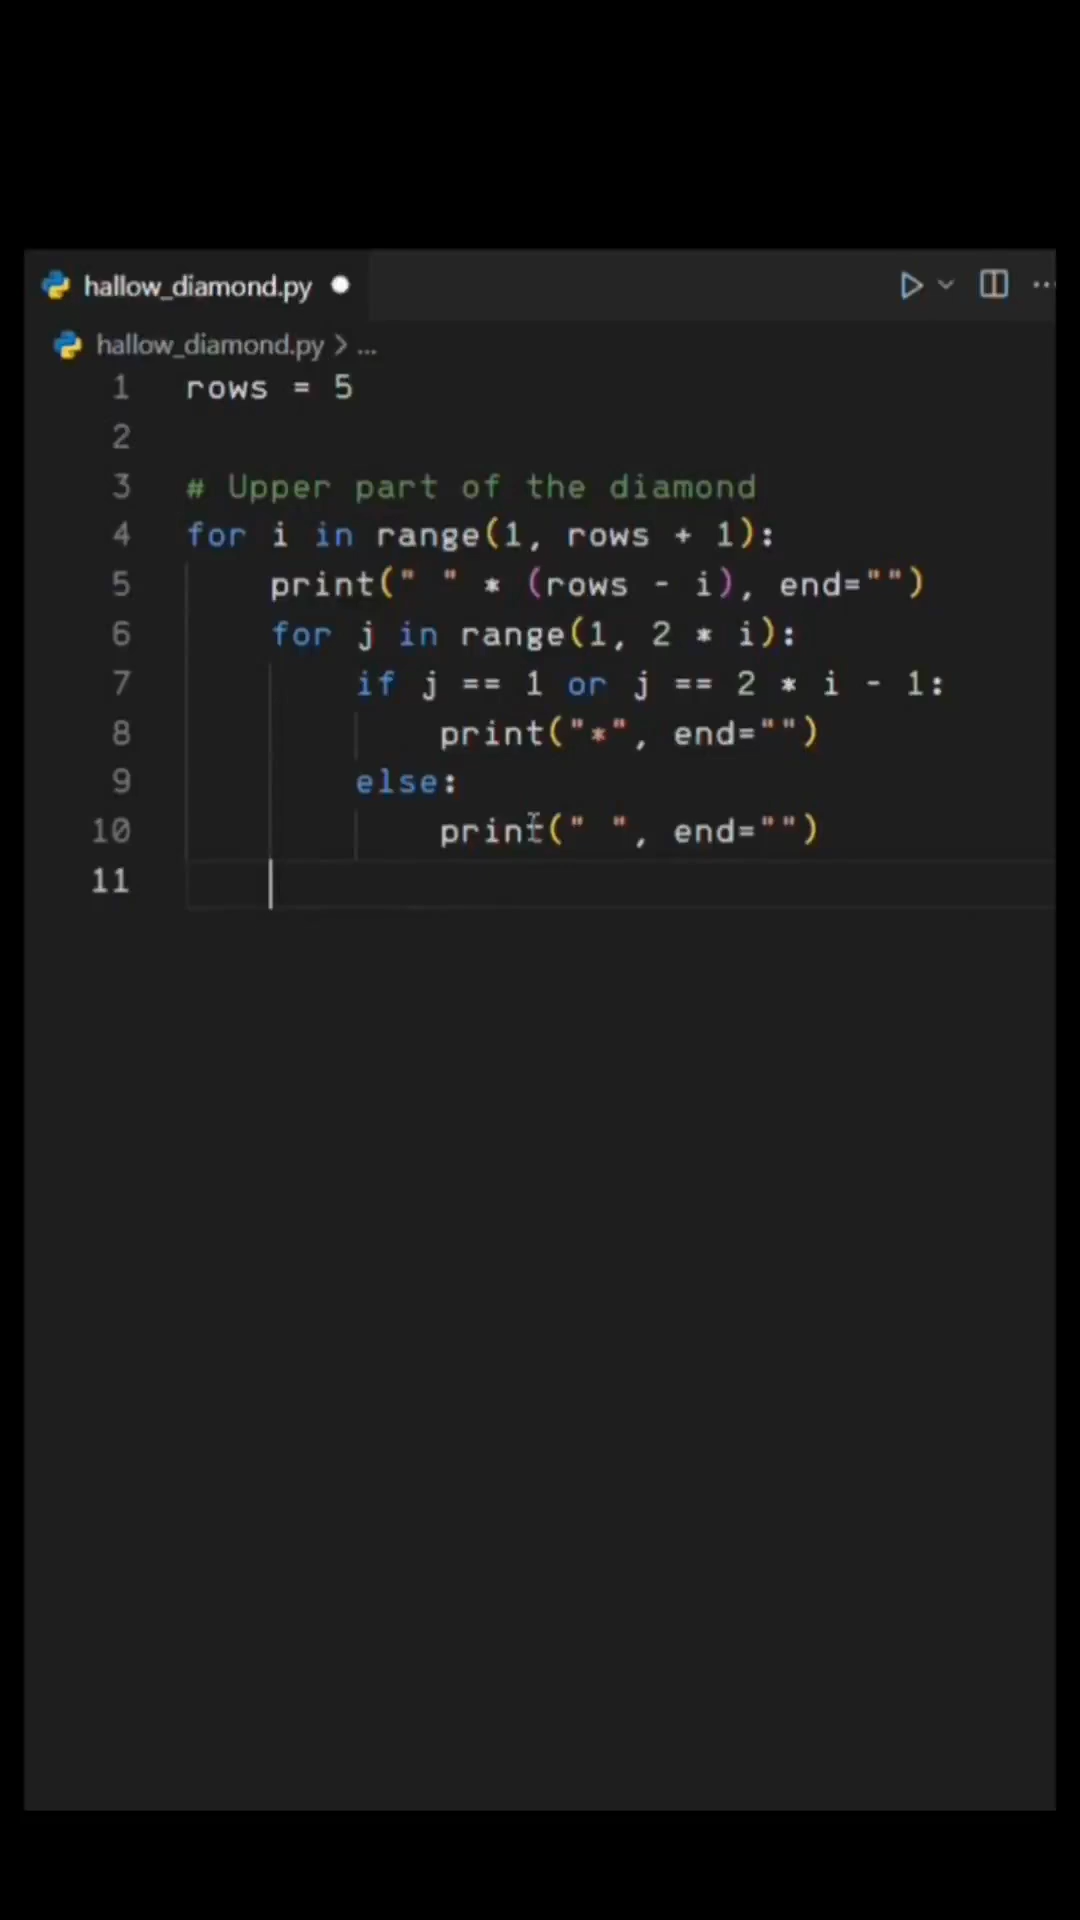 hallow_diamond.py
hallow_diamond.py > ...
1 rows = 5
2
3 # Upper part of the diamond
4 for i in range(1, rows + 1):
5     print(" " * (rows - i), end="")
6     for j in range(1, 2 * i):
7         if j == 1 or j == 2 * i - 1:
8             print("*", end="")
9         else:
10             print(" ", end="")
11